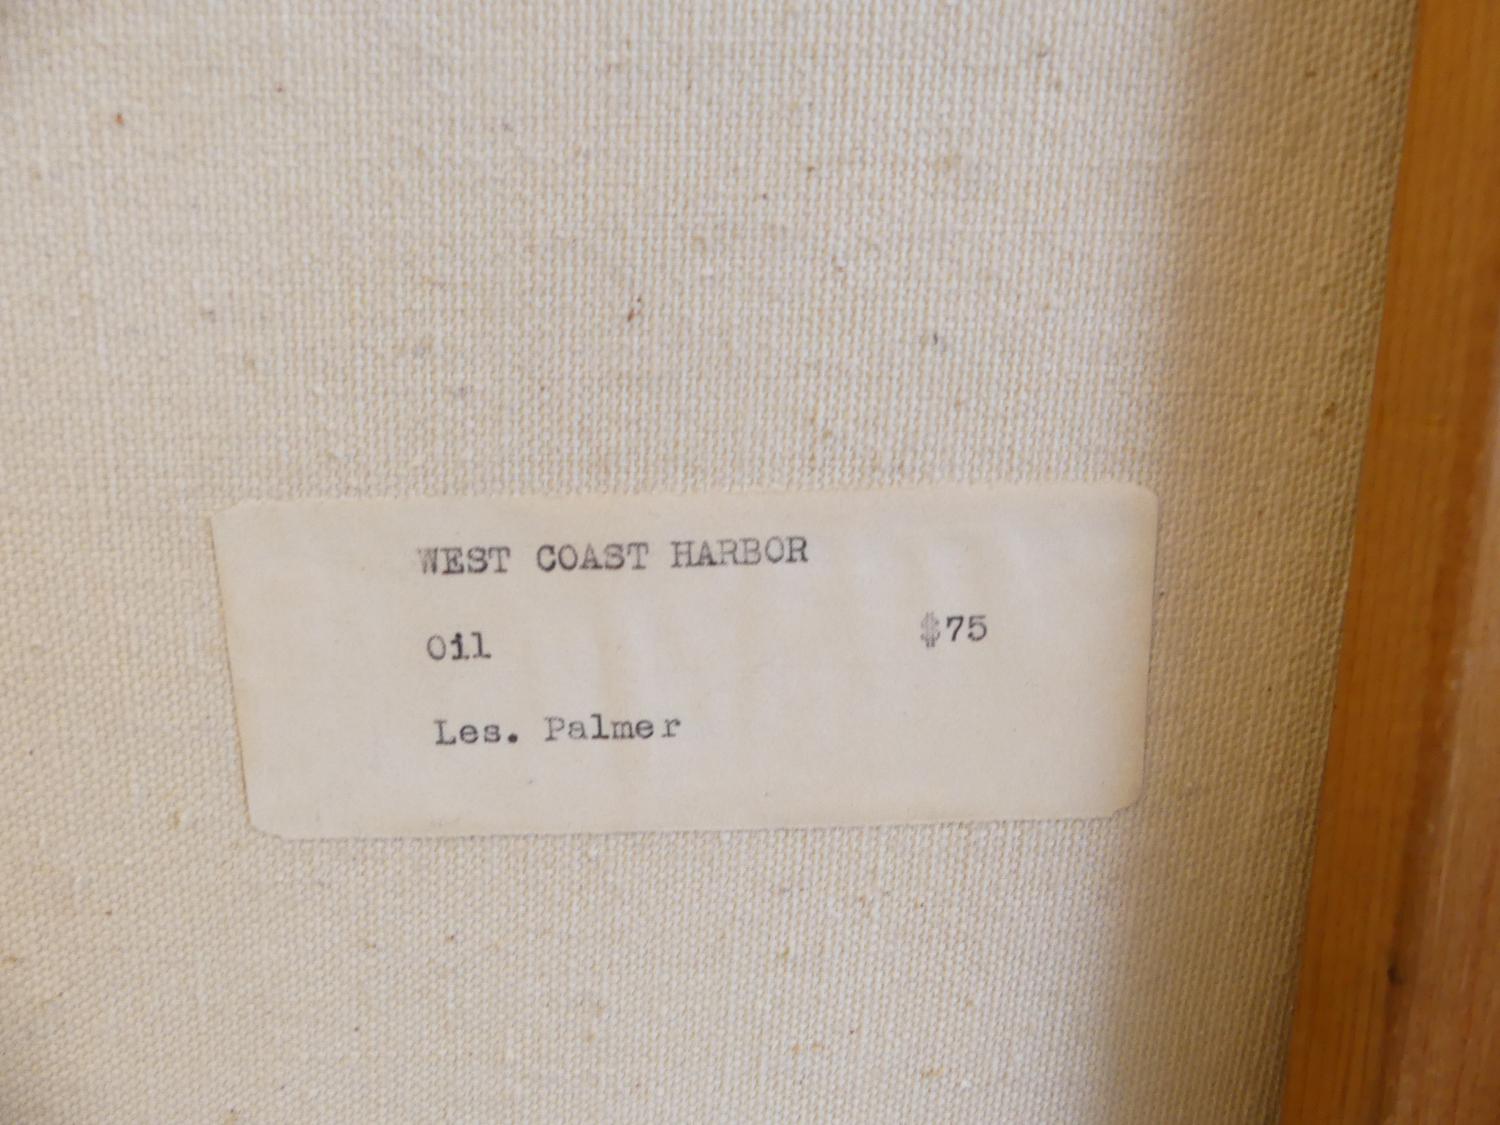 WEST COAST HARBOR
Oil $75
Les. Palmer